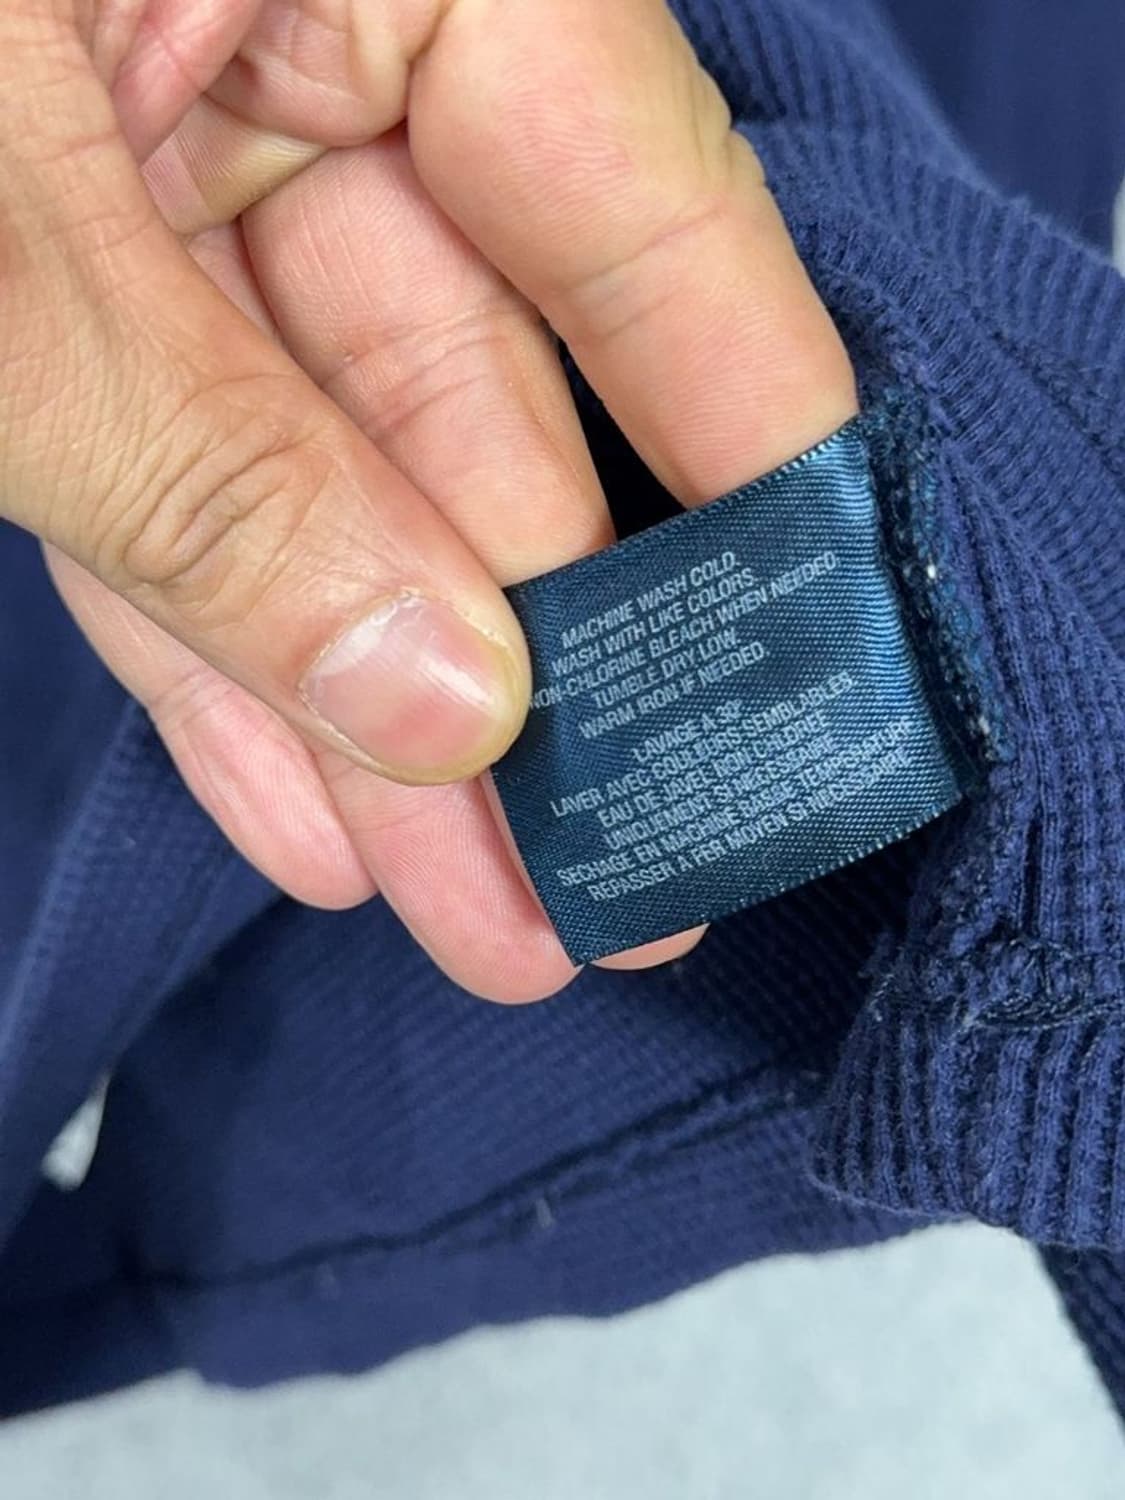 MACHINE WASH COLD.
WASH WITH LIKE COLORS.
NON-CHLORINE BLEACH WHEN NEEDED
TUMBLE DRY LOW.
WARM IRON IF NEEDED.
LAVAGE A 30°
LAVER AVEC COULEURS SEMBLABLES
EAU DE JAVEL NON CHLOREE
UNIQUEMENT SI NECESSAIRE.
SECHAGE EN MACHINE TEMPERATURE
REPASSER A FER MOYEN SI NECESSAIRE.